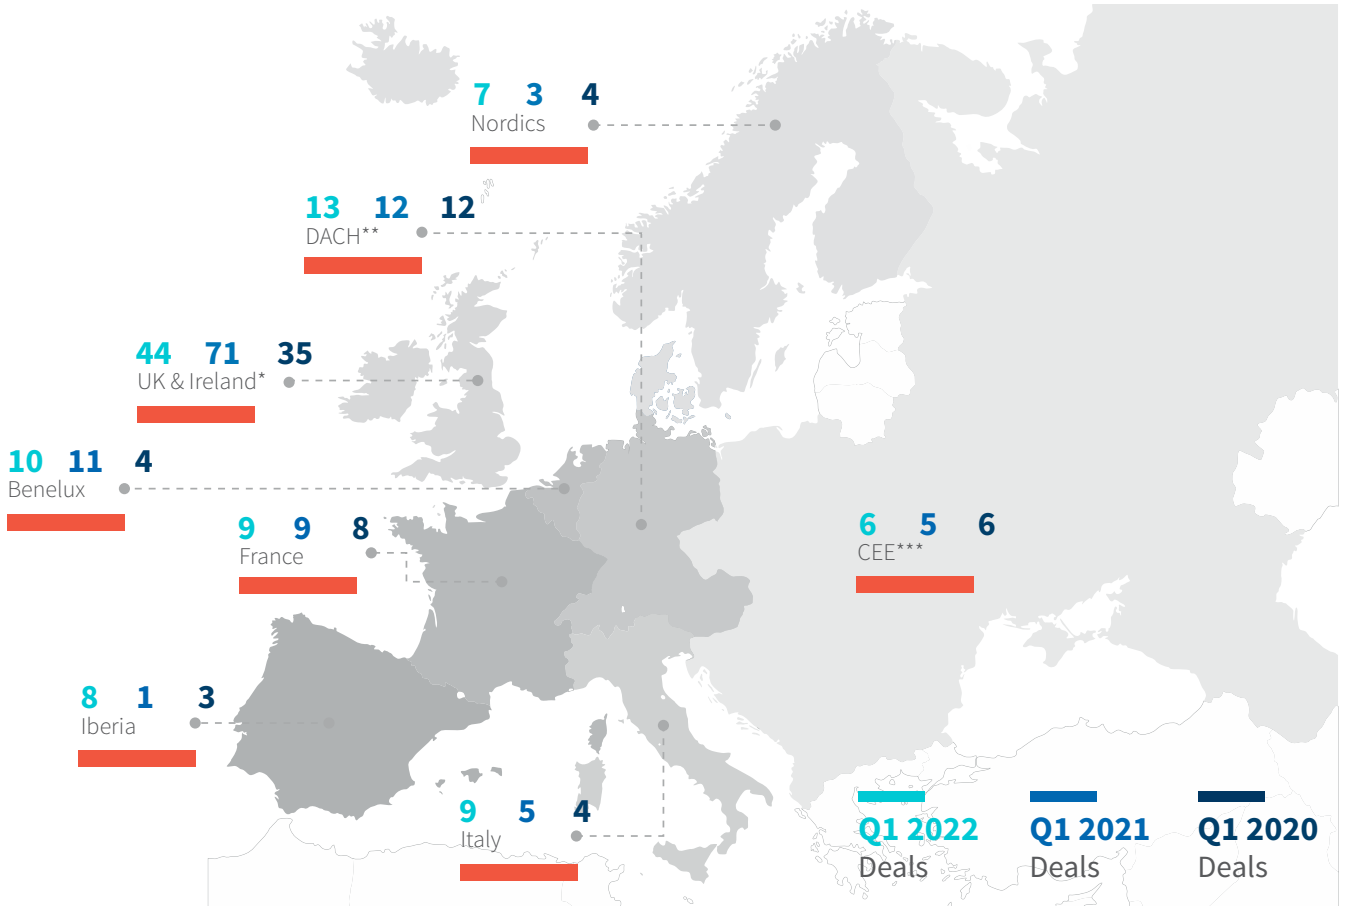 7 3 4
Nordics
13 12 12
DACH**
44 71 35
UK & Ireland*
10 11 4
Benelux
9 9 8
France
6 5 6
CEE***
8 1 3
Iberia
9 5 4
Italy
Q1 2022 Q1 2021 Q1 2020
Deals Deals Deals